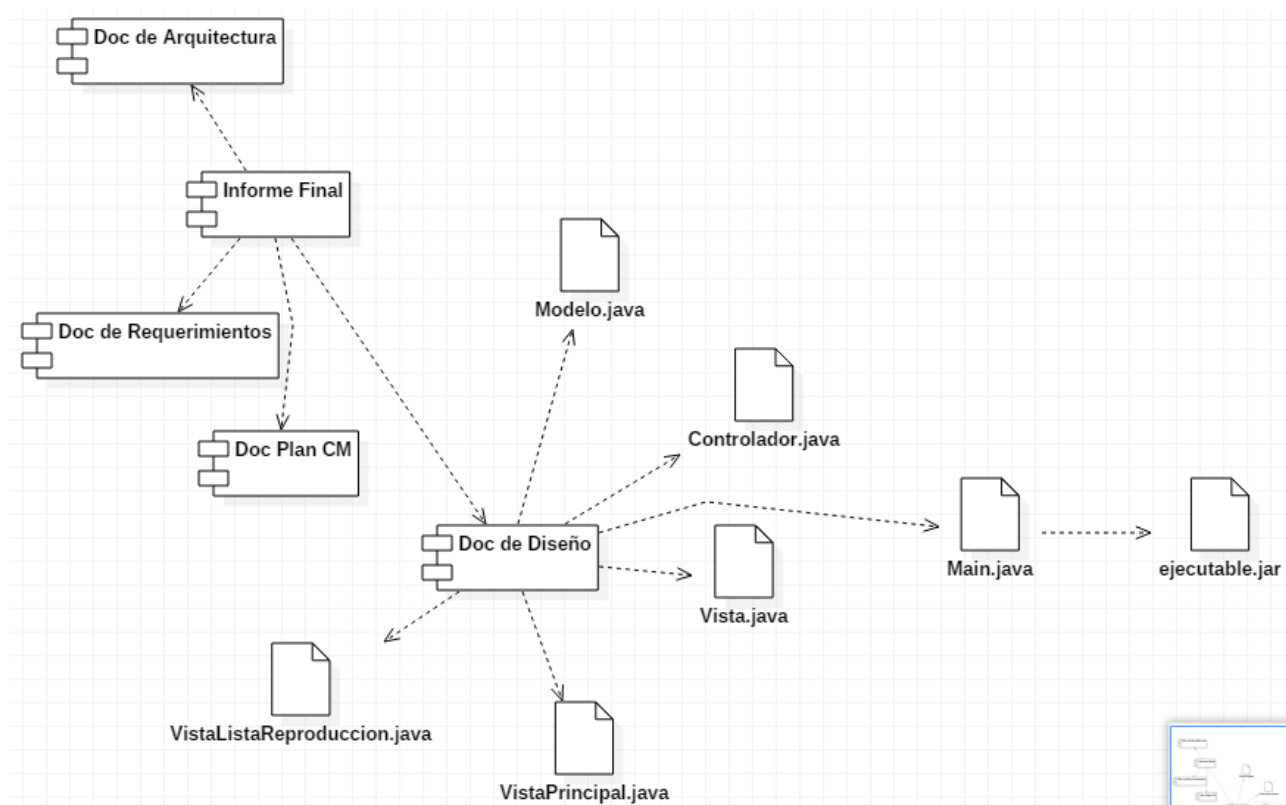 Doc de Arquitectura
Informe Final
Modelo.java
Doc de Requerimientos
Controlador.java
Doc Plan CM
Doc de Diseño
Main.java
ejecutable.jar
Vista.java
VistaListaReproduccion.java
VistaPrincipal.java